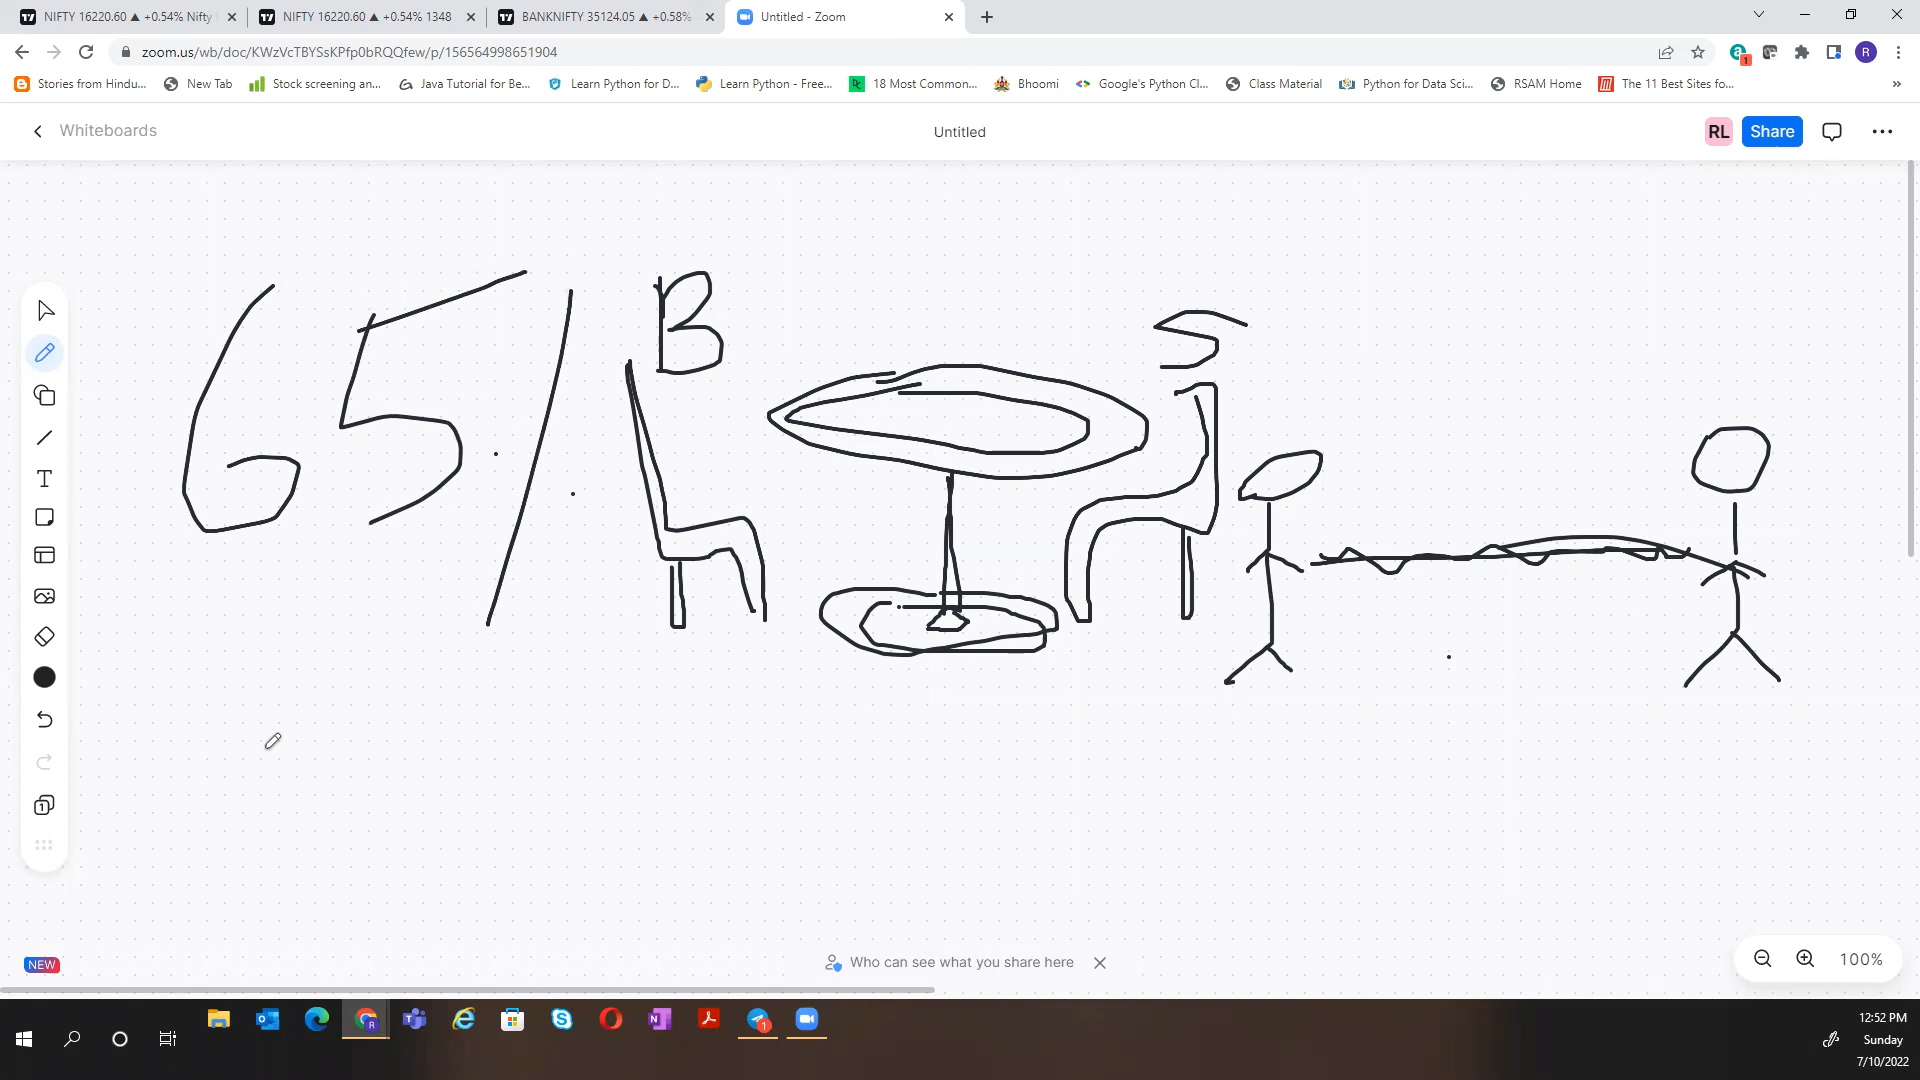 NIFTY 16220.60 ▲ +0.54% Nifty
NIFTY 16220.60 ▲ +0.54% 1348
BANKNIFTY 35124.05 ▲ +0.58%
Untitled - Zoom
zoom.us/wb/doc/KWzVcTBYSsKPfp0bRQQfew/p/156564998651904
R
Stories from Hindu...
New Tab
Stock screening an...
Java Tutorial for Be...
Learn Python for D...
Learn Python - Free...
18 Most Common...
Bhoomi
Google's Python Cl...
Class Material
Python for Data Sci...
RSAM Home
The 11 Best Sites fo...
»
Whiteboards
Untitled
RL
Share
65/
B
S
T
1
NEW
Who can see what you share here
100%
1
12:52 PM
Sunday
7/10/2022